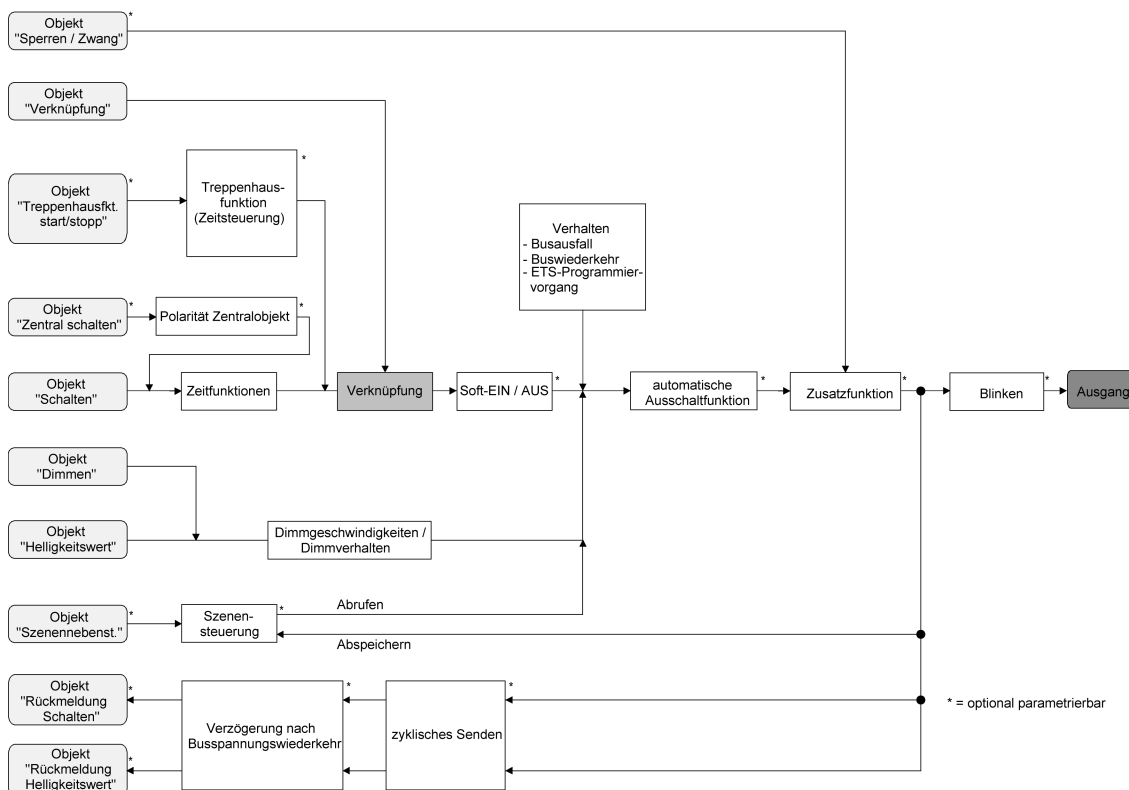 Objekt
"Sperren / Zwang"
*
Objekt
"Verknüpfung"
Objekt
"Treppenhausfkt.
start/stopp"
*
Treppenhaus-
funktion
(Zeitsteuerung)
*
Verhalten
- Busausfall
- Buswiederkehr
- ETS-Programmier-
vorgang
Objekt
"Zentral schalten"
*
Polarität Zentralobjekt
*
Objekt
"Schalten"
Zeitfunktionen
Verknüpfung
Soft-EIN / AUS
*
automatische
Ausschaltfunktion
*
Zusatzfunktion
*
Blinken
*
Ausgang
Objekt
"Dimmen"
Objekt
"Helligkeitswert"
Dimmgeschwindigkeiten /
Dimmverhalten
Objekt
"Szenennebenst."
*
Szenen-
steuerung
*
Abrufen
Abspeichern
Objekt
"Rückmeldung
Schalten"
*
Verzögerung nach
Busspannungswiederkehr
*
zyklisches Senden
*
* = optional parametrierbar
Objekt
"Rückmeldung
Helligkeitswert"
*